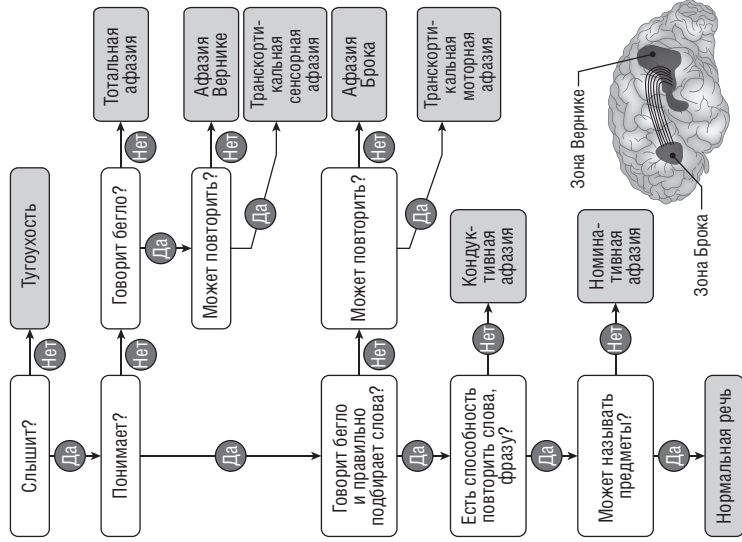 Слышит?
Нет
Тугоухость
Да
Понимает?
Нет
Говорит бегло?
Нет
Тотальная
афазия
Да
Может повторить?
Нет
Афазия
Вернике
Да
Транскорти-
кальная
сенсорная
афазия
Да
Говорит бегло
и правильно
подбирает слова?
Нет
Может повторить?
Нет
Афазия
Брока
Да
Транскорти-
кальная
моторная
афазия
Да
Есть способность
повторить слова,
фразу?
Нет
Кондук-
тивная
афазия
Да
Может называть
предметы?
Нет
Номина-
тивная
афазия
Да
Нормальная речь
Зона Вернике
Зона Брока